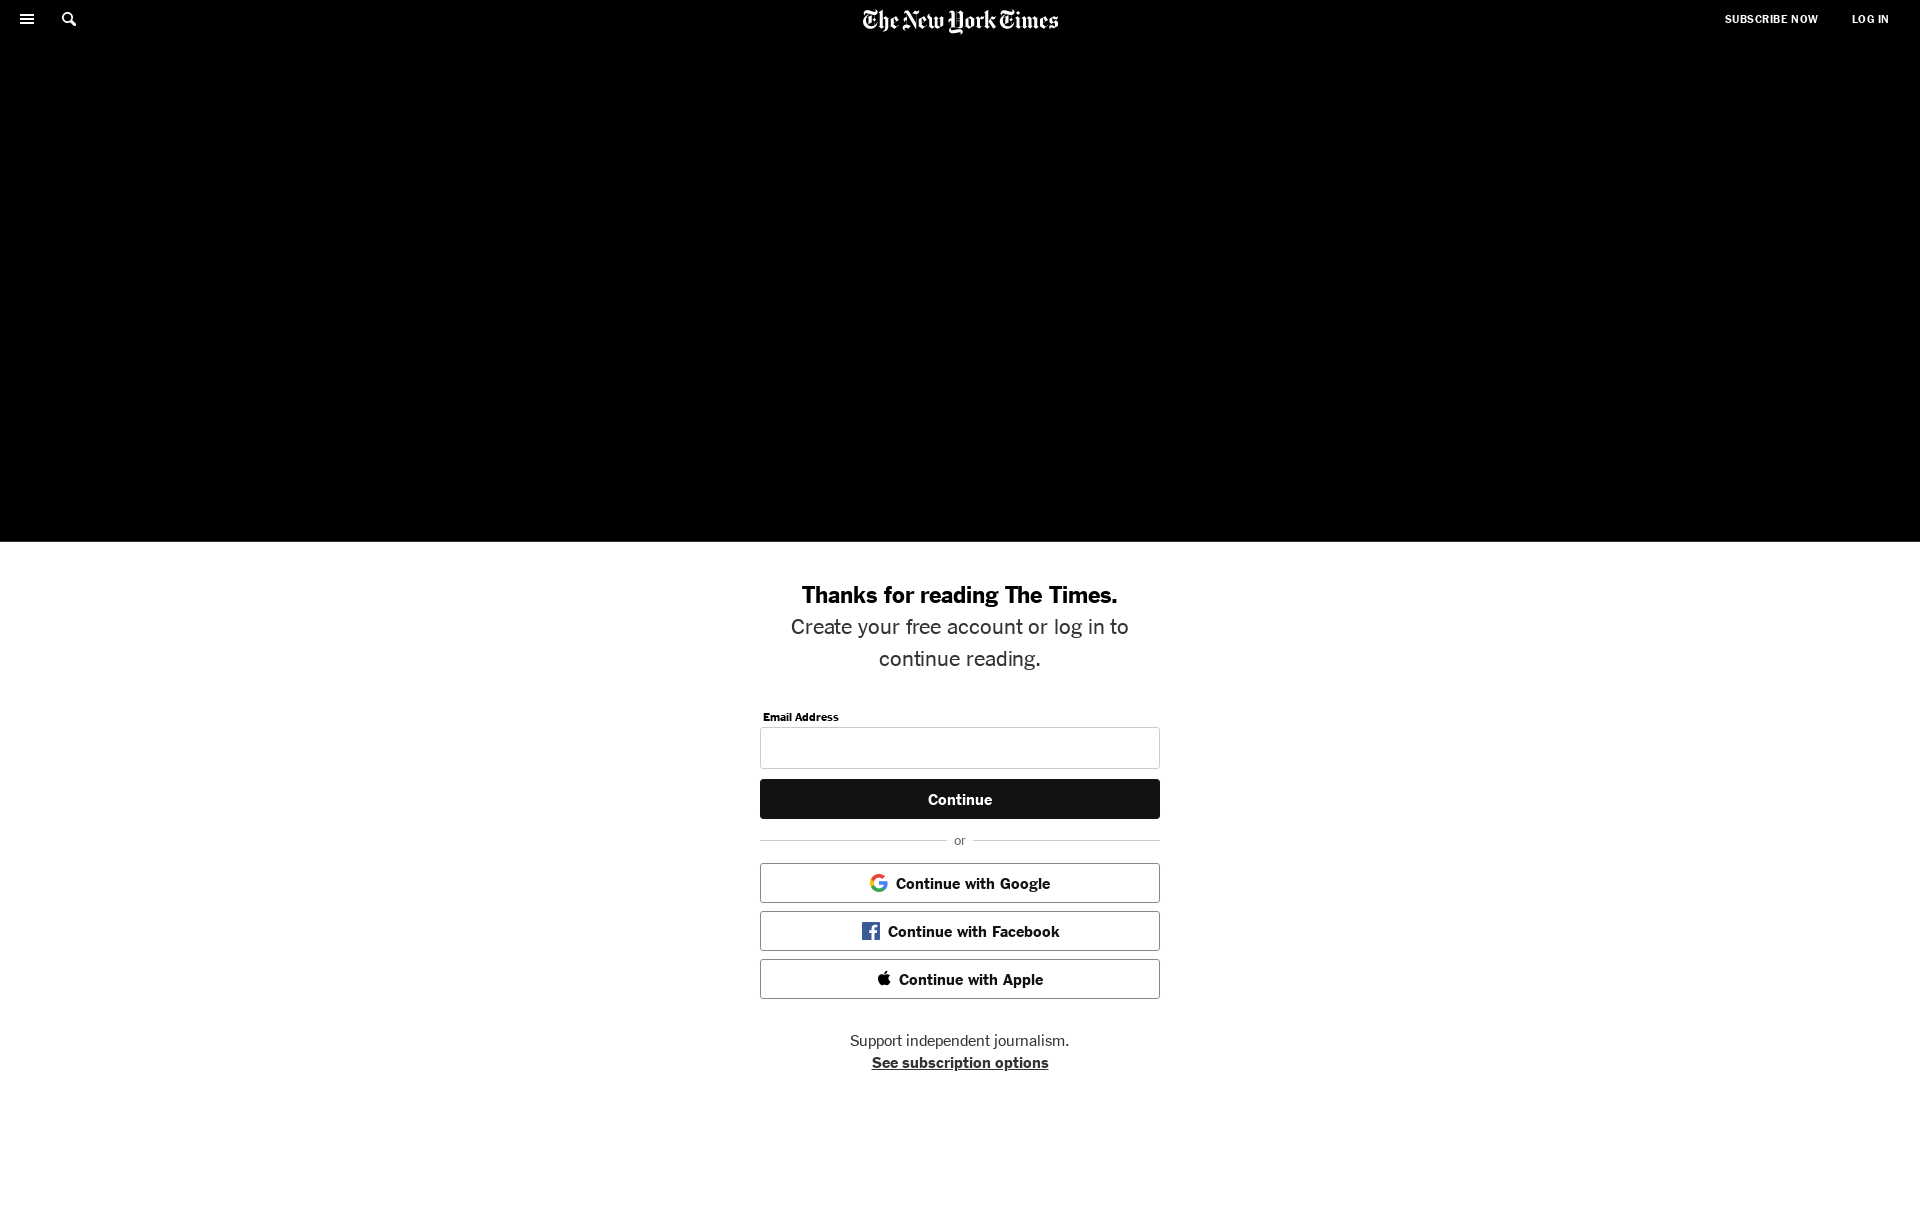 The New York Times
SUBSCRIBE NOW
LOG IN
Thanks for reading The Times.
Create your free account or log in to
continue reading.
Email Address
Continue
or
Continue with Google
Continue with Facebook
Continue with Apple
Support independent journalism.
See subscription options